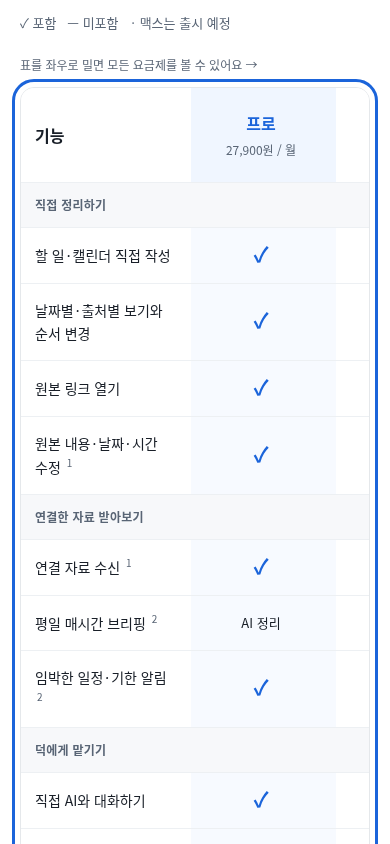 ✓ 포함 — 미포함 · 맥스는 출시 예정
표를 좌우로 밀면 모든 요금제를 볼 수 있어요 →
기능
프로
27,900원 / 월
직접 정리하기
할 일·캘린더 직접 작성 ✓
날짜별·출처별 보기와
순서 변경 ✓
원본 링크 열기 ✓
원본 내용·날짜·시간
수정 1 ✓
연결한 자료 받아보기
연결 자료 수신 1 ✓
평일 매시간 브리핑 2 AI 정리
임박한 일정·기한 알림
2 ✓
덕에게 맡기기
직접 AI와 대화하기 ✓